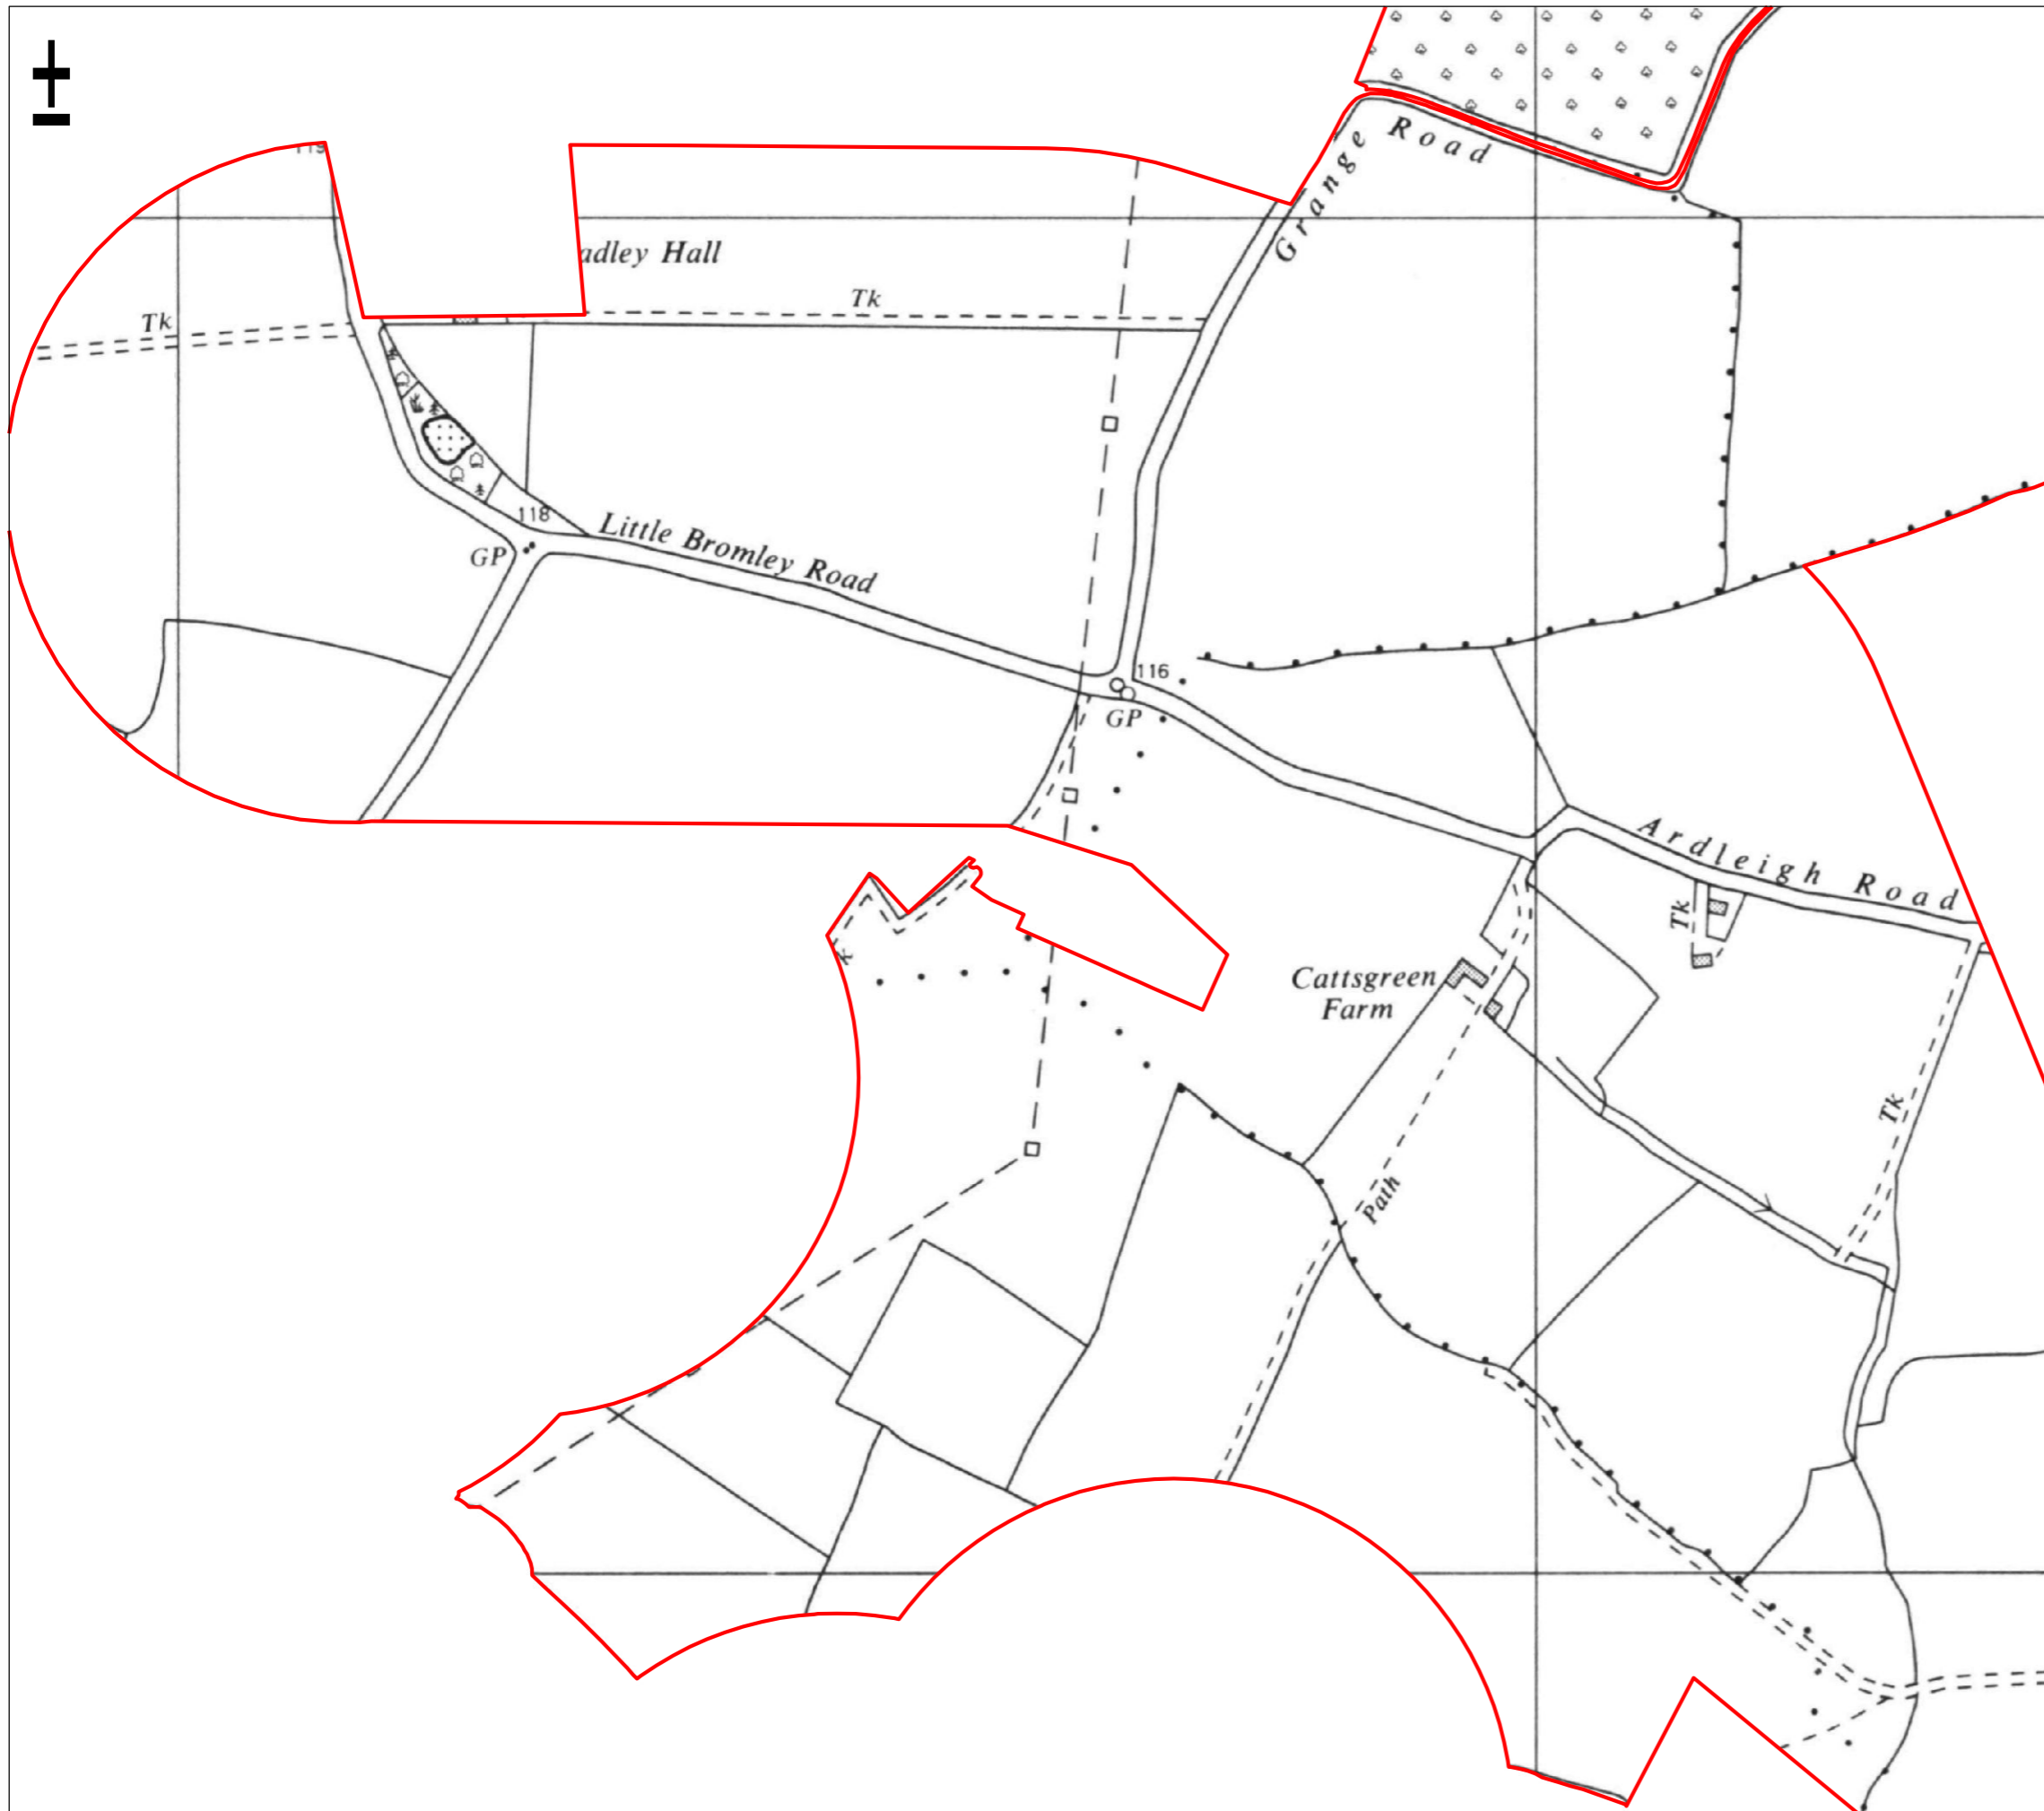 Grange Road
adley Hall
Tk
Tk
118
Little Bromley Road
GP
116
GP
Ardleigh Road
Tk
Cattsgreen
Farm
Tk
Path